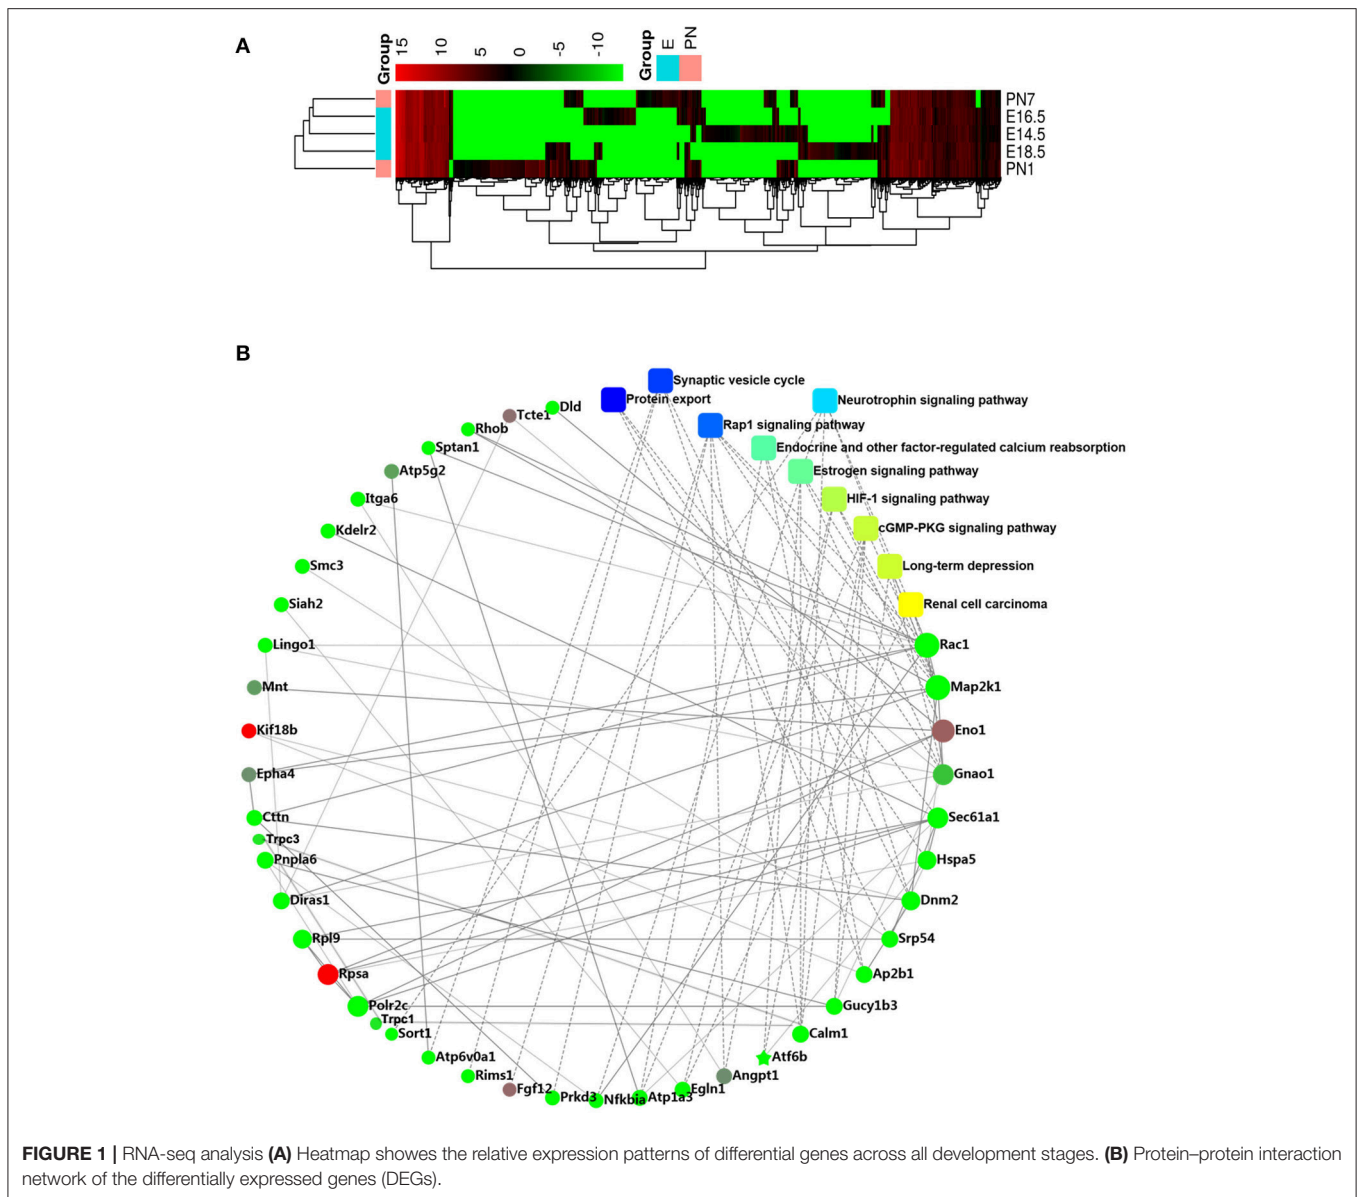 A
Group
15
10
5
0
-5
-10
Group
E
PN
PN7
E16.5
E14.5
E18.5
PN1
B
Synaptic vesicle cycle
Protein export
Neurotrophin signaling pathway
Rap1 signaling pathway
Endocrine and other factor-regulated calcium reabsorption
Estrogen signaling pathway
HIF-1 signaling pathway
cGMP-PKG signaling pathway
Long-term depression
Renal cell carcinoma
Rac1
Map2k1
Eno1
Gnao1
Sec61a1
Hspa5
Dnm2
Srp54
Ap2b1
Gucy1b3
Calm1
Atf6b
Angpt1
Egln1
Atp1a3
Nfkbia
Prkd3
Fgf12
Rims1
Atp6v0a1
Sort1
Trpc1
Polr2c
Rpsa
Rpl9
Diras1
Pnpla6
Trpc3
Cttn
Epha4
Kif18b
Mnt
Lingo1
Siah2
Smc3
Kdelr2
Itga6
Atp5g2
Sptan1
Rhob
Tcte1
Dld
FIGURE 1 | RNA-seq analysis (A) Heatmap showes the relative expression patterns of differential genes across all development stages. (B) Protein–protein interaction
network of the differentially expressed genes (DEGs).